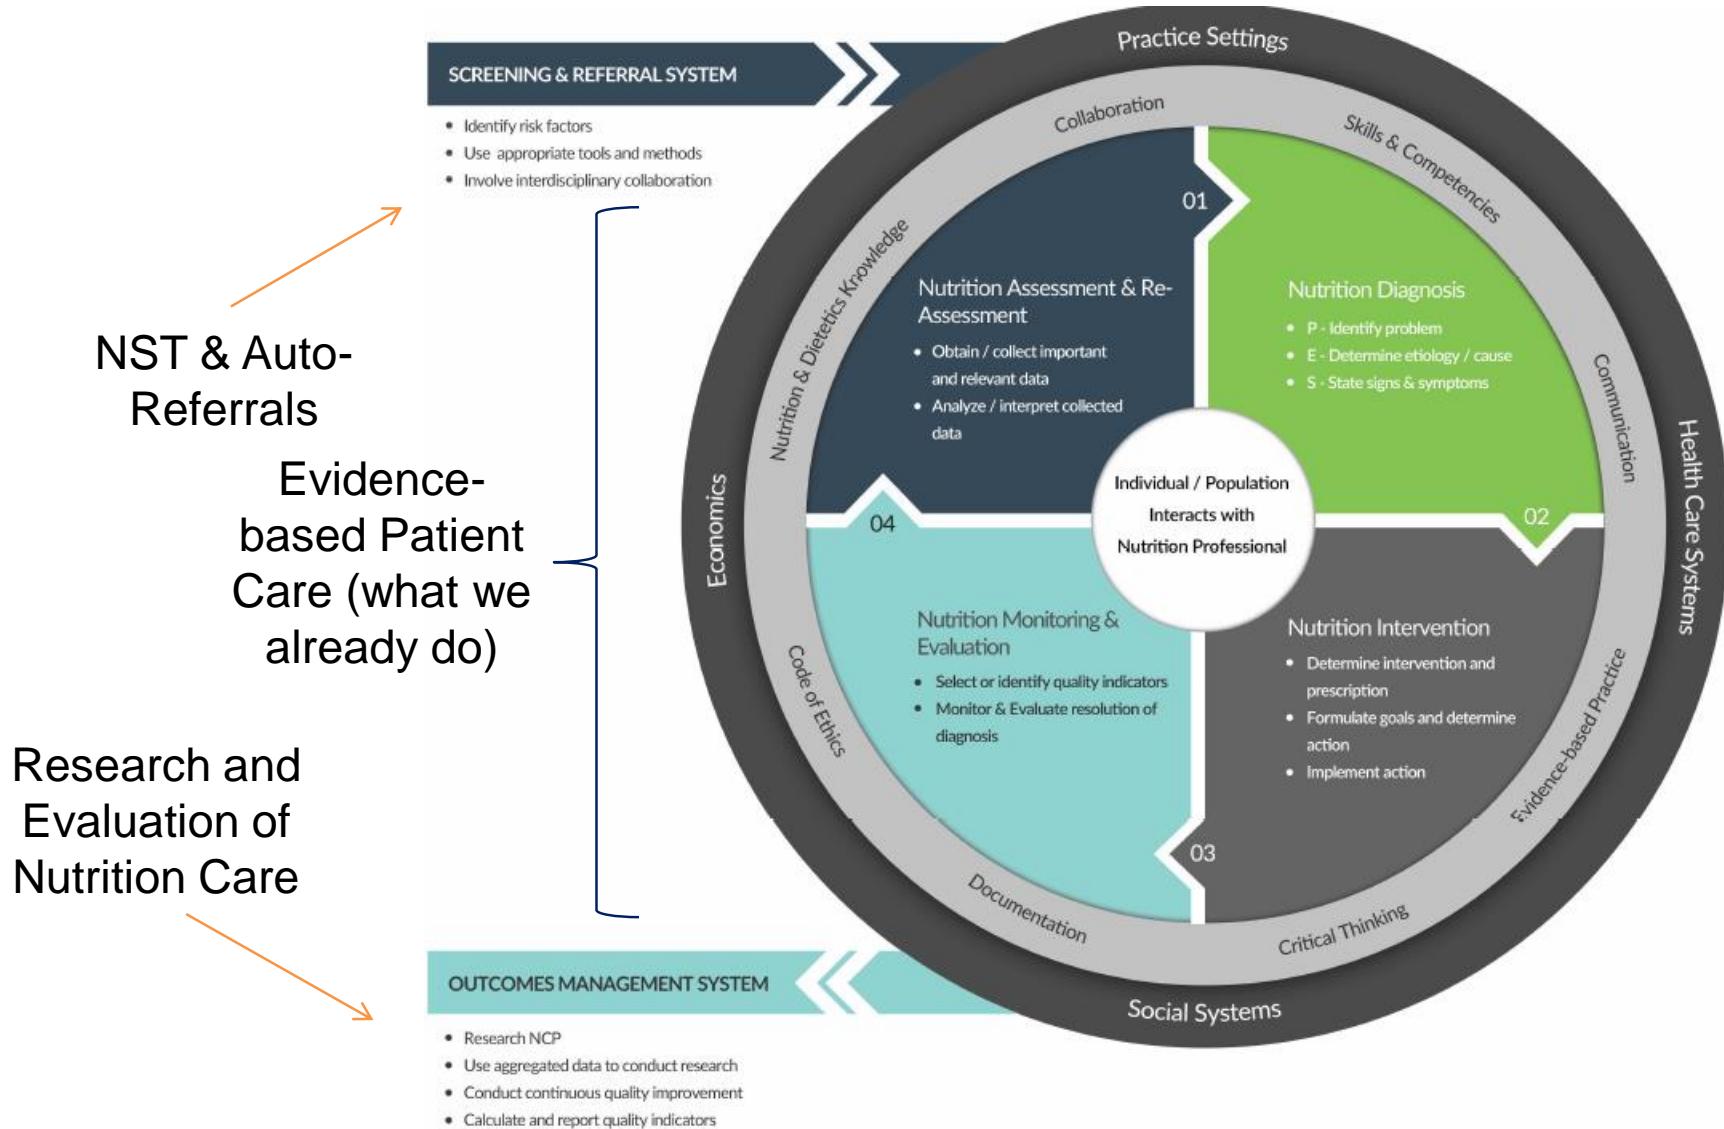 SCREENING & REFERRAL SYSTEM
• Identify risk factors
• Use appropriate tools and methods
• Involve interdisciplinary collaboration
NST & Auto-
Referrals
Evidence-
based Patient
Care (what we
already do)
Research and
Evaluation of
Nutrition Care
OUTCOMES MANAGEMENT SYSTEM
• Research NCP
• Use aggregated data to conduct research
• Conduct continuous quality improvement
• Calculate and report quality indicators
Practice Settings
Health Care Systems
Social Systems
Economics
Collaboration
Skills & Competencies
Communication
Evidence-based Practice
Critical Thinking
Documentation
Code of Ethics
Nutrition & Dietetics Knowledge
01
Nutrition Assessment & Re-
Assessment
• Obtain / collect important
and relevant data
• Analyze / interpret collected
data
Nutrition Diagnosis
• P - Identify problem
• E - Determine etiology / cause
• S - State signs & symptoms
02
Individual / Population
Interacts with
Nutrition Professional
Nutrition Intervention
• Determine intervention and
prescription
• Formulate goals and determine
action
• Implement action
03
04
Nutrition Monitoring &
Evaluation
• Select or identify quality indicators
• Monitor & Evaluate resolution of
diagnosis